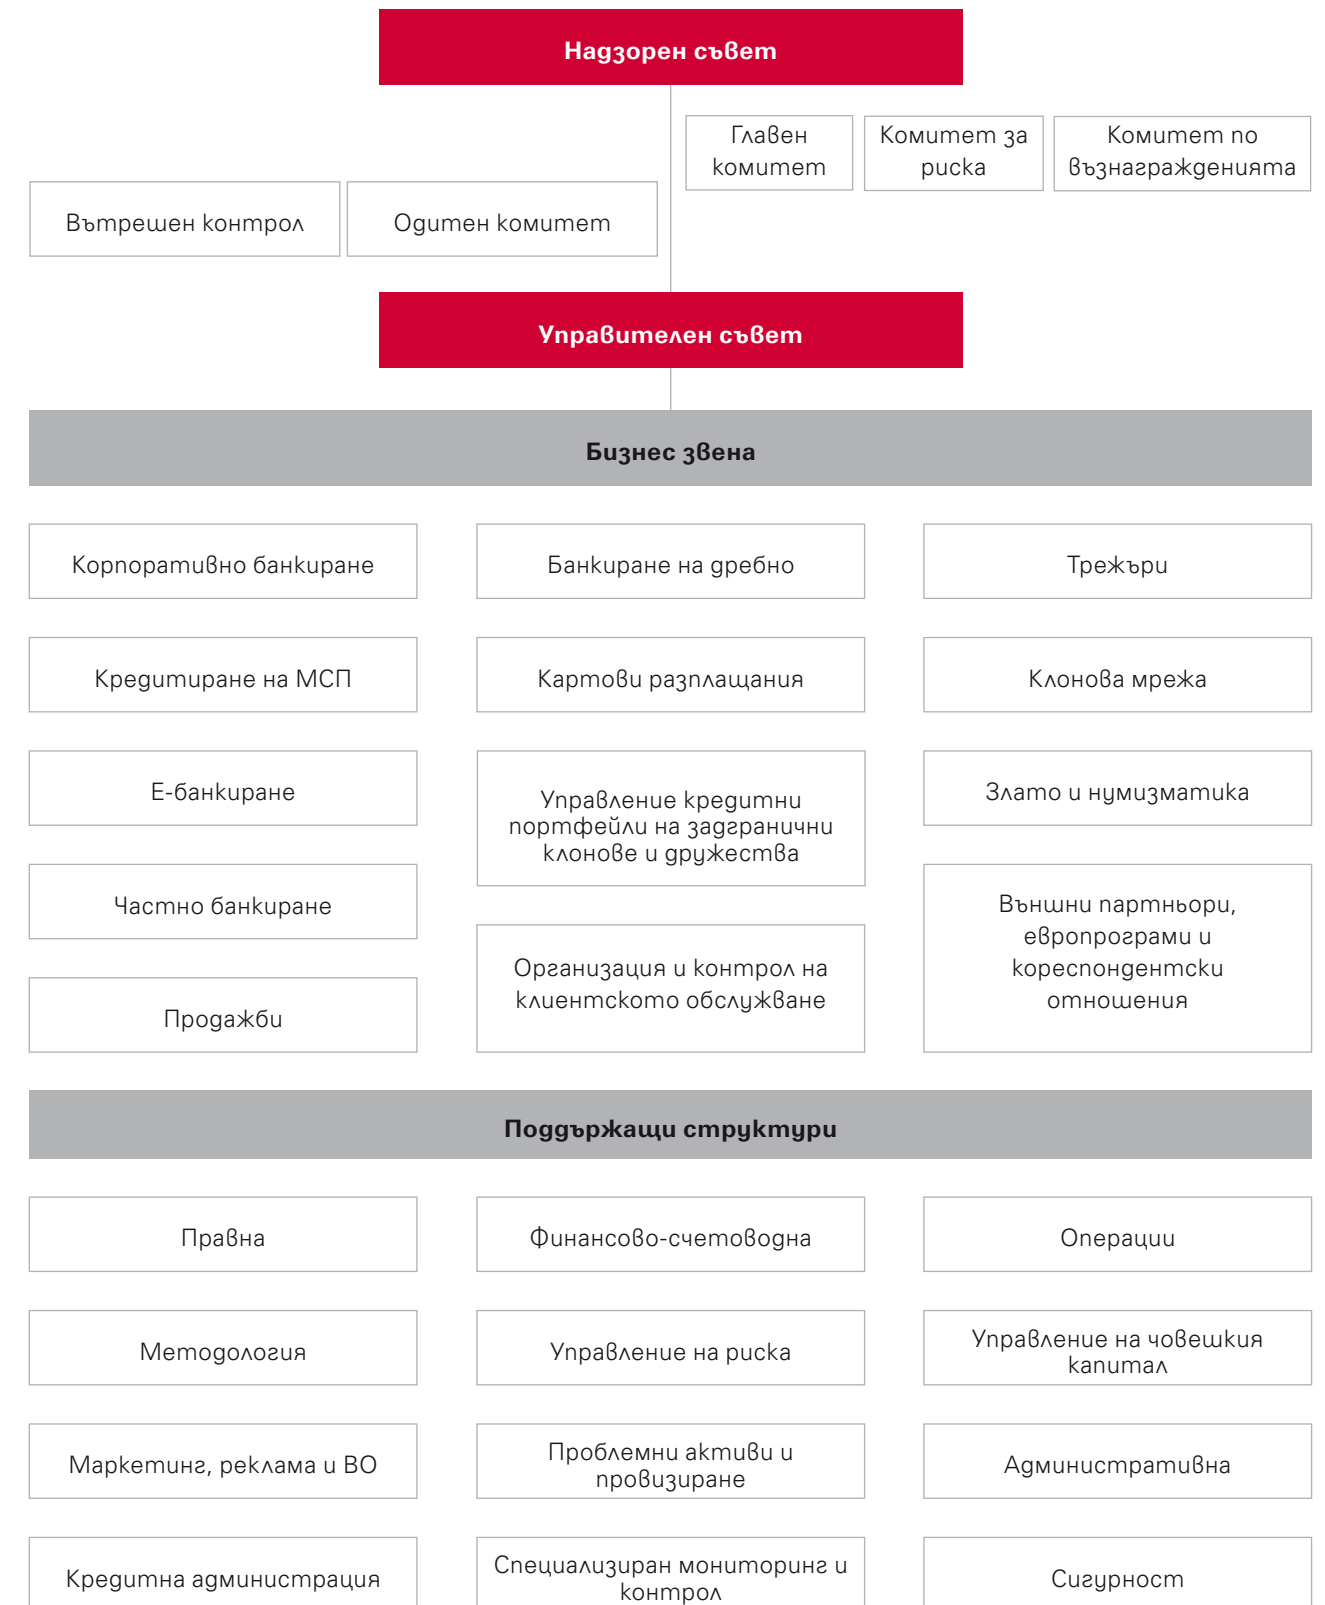 Надзорен съвет
Главен
комитет
Комитет за
риска
Комитет по
възнагражденията
Вътрешен контрол
Одитен комитет
Управителен съвет
Бизнес звена
Корпоративно банкиране
Банкиране на дребно
Трежъри
Кредитиране на МСП
Картови разплащания
Клонова мрежа
Е-банкиране
Управление кредитни
портфейли на задгранични
клонове и дружества
Злато и нумизматика
Частно банкиране
Външни партньори,
европрограми и
кореспондентски
отношения
Организация и контрол на
клиентското обслужване
Продажби
Поддържащи структури
Правна
Финансово-счетоводна
Операции
Методология
Управление на риска
Управление на човешкия
капитал
Маркетинг, реклама и ВО
Проблемни активи и
провизиране
Административна
Кредитна администрация
Специализиран мониторинг и
контрол
Сигурност